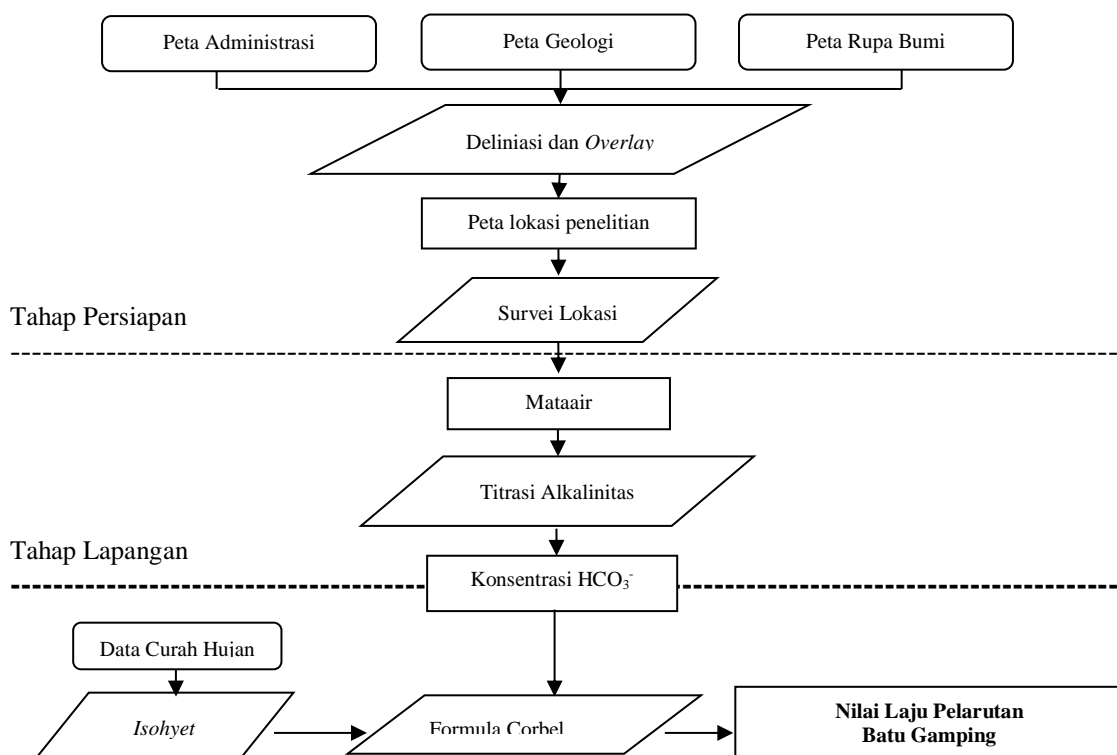 Peta Administrasi
Peta Geologi
Peta Rupa Bumi
Deliniasi dan Overlay
Peta lokasi penelitian
Survei Lokasi
Tahap Persiapan
Mataair
Titrasi Alkalinitas
Tahap Lapangan
Konsentrasi HCO₃⁻
Data Curah Hujan
Isohyet
Formula Corbel
Nilai Laju Pelarutan
Batu Gamping